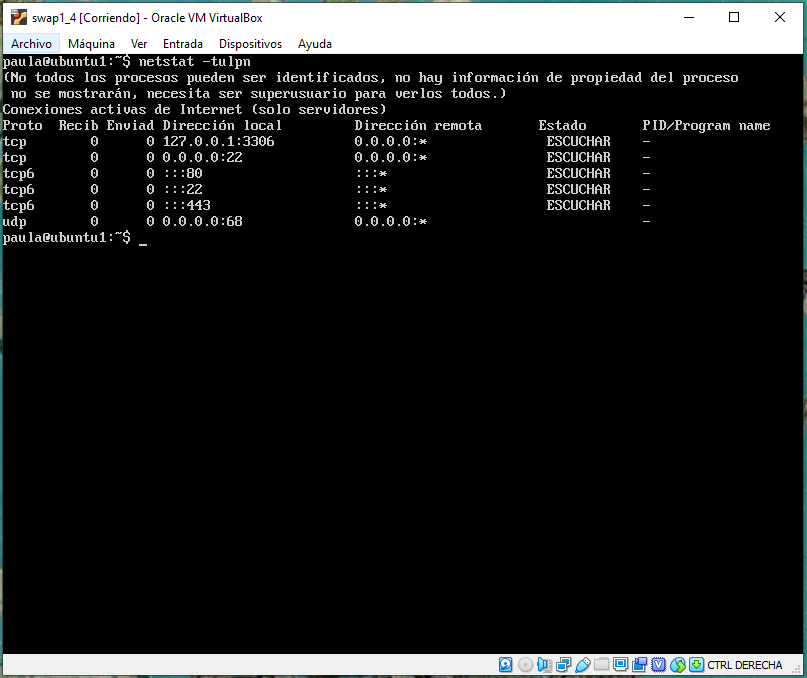 swap1_4 [Corriendo] - Oracle VM VirtualBox
Archivo Máquina Ver Entrada Dispositivos Ayuda
paula@ubuntu1:~$ netstat -tulpn
(No todos los procesos pueden ser identificados, no hay información de propiedad del proceso
 no se mostrarán, necesita ser superusuario para verlos todos.)
Conexiones activas de Internet (solo servidores)
Proto  Recib Enviad Dirección local         Dirección remota       Estado       PID/Program name
tcp        0      0 127.0.0.1:3306          0.0.0.0:*               ESCUCHAR    -
tcp        0      0 0.0.0.0:22              0.0.0.0:*               ESCUCHAR    -
tcp6       0      0 :::80                   :::*                    ESCUCHAR    -
tcp6       0      0 :::22                   :::*                    ESCUCHAR    -
tcp6       0      0 :::443                  :::*                    ESCUCHAR    -
udp        0      0 0.0.0.0:68              0.0.0.0:*                           -
paula@ubuntu1:~$ _
CTRL DERECHA